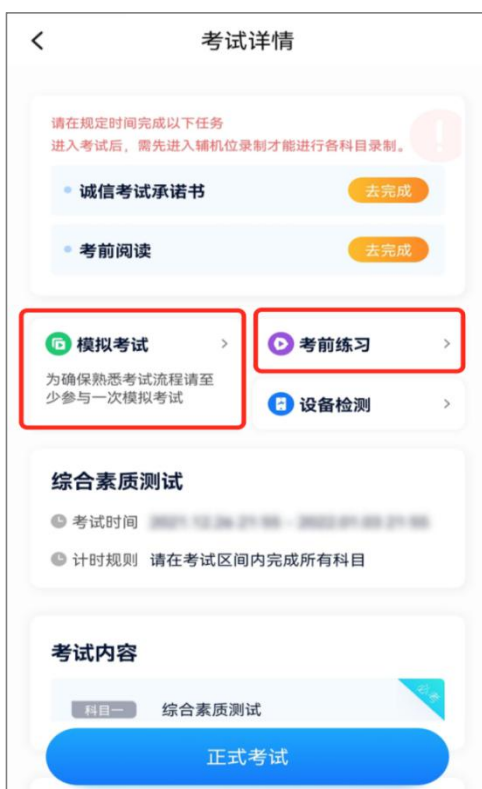 考试详情
请在规定时间完成以下任务
进入考试后，需先进入辅机位录制才能进行各科目录制。
诚信考试承诺书
去完成
考前阅读
去完成
模拟考试
为确保熟悉考试流程请至
少参与一次模拟考试
考前练习
设备检测
综合素质测试
考试时间
计时规则 请在考试区间内完成所有科目
考试内容
必考
科目一 综合素质测试
正式考试